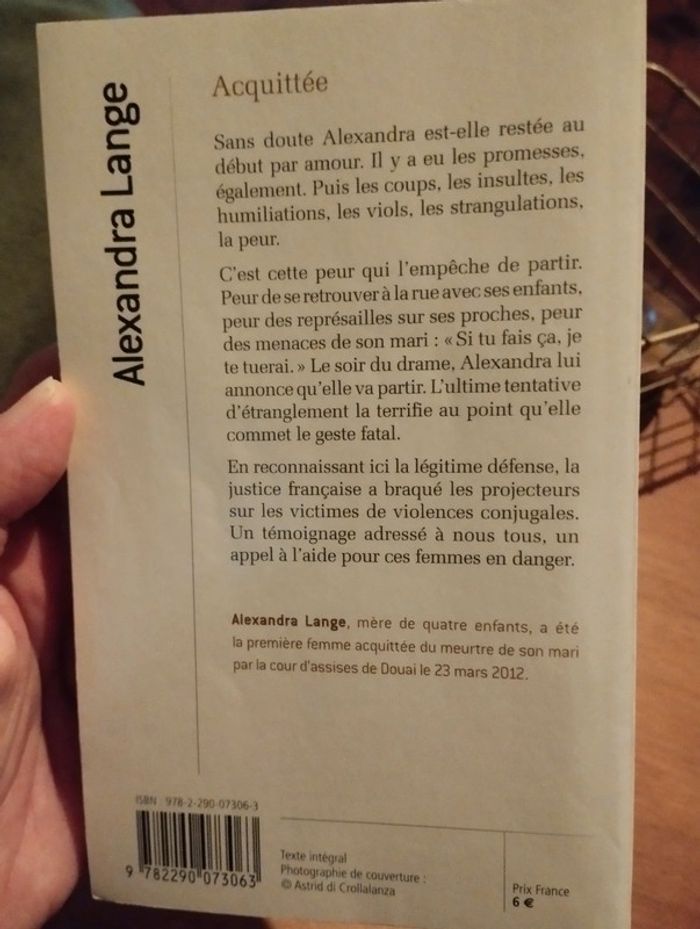 Alexandra Lange
Acquittée
Sans doute Alexandra est-elle restée au
début par amour. Il y a eu les promesses,
également. Puis les coups, les insultes, les
humiliations, les viols, les strangulations,
la peur.
C'est cette peur qui l'empêche de partir.
Peur de se retrouver à la rue avec ses enfants,
peur des représailles sur ses proches, peur
des menaces de son mari : « Si tu fais ça, je
te tuerai. » Le soir du drame, Alexandra lui
annonce qu'elle va partir. L'ultime tentative
d'étranglement la terrifie au point qu'elle
commet le geste fatal.
En reconnaissant ici la légitime défense, la
justice française a braqué les projecteurs
sur les victimes de violences conjugales.
Un témoignage adressé à nous tous, un
appel à l'aide pour ces femmes en danger.
Alexandra Lange, mère de quatre enfants, a été
la première femme acquittée du meurtre de son mari
par la cour d'assises de Douai le 23 mars 2012.
ISBN : 978-2-290-07306-3
9 782290 073063
Texte intégral
Photographie de couverture :
© Astrid di Crollalanza
Prix France
6 €